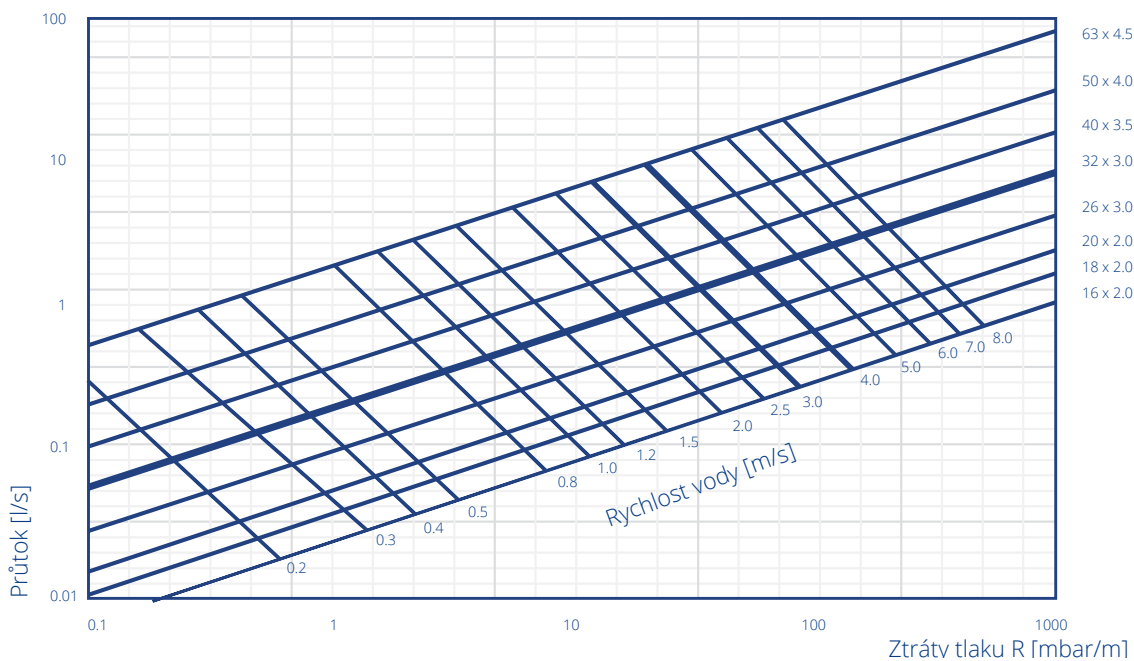 100
63 x 4.5
50 x 4.0
40 x 3.5
10
32 x 3.0
26 x 3.0
20 x 2.0
18 x 2.0
16 x 2.0
1
8.0
7.0
6.0
5.0
4.0
3.0
2.5
2.0
1.5
0.1
1.2
1.0
0.8
0.5
0.4
0.3
0.2
Rychlost vody [m/s]
Průtok [l/s]
0.01
0.1
1
10
100
1000
Ztráty tlaku R [mbar/m]